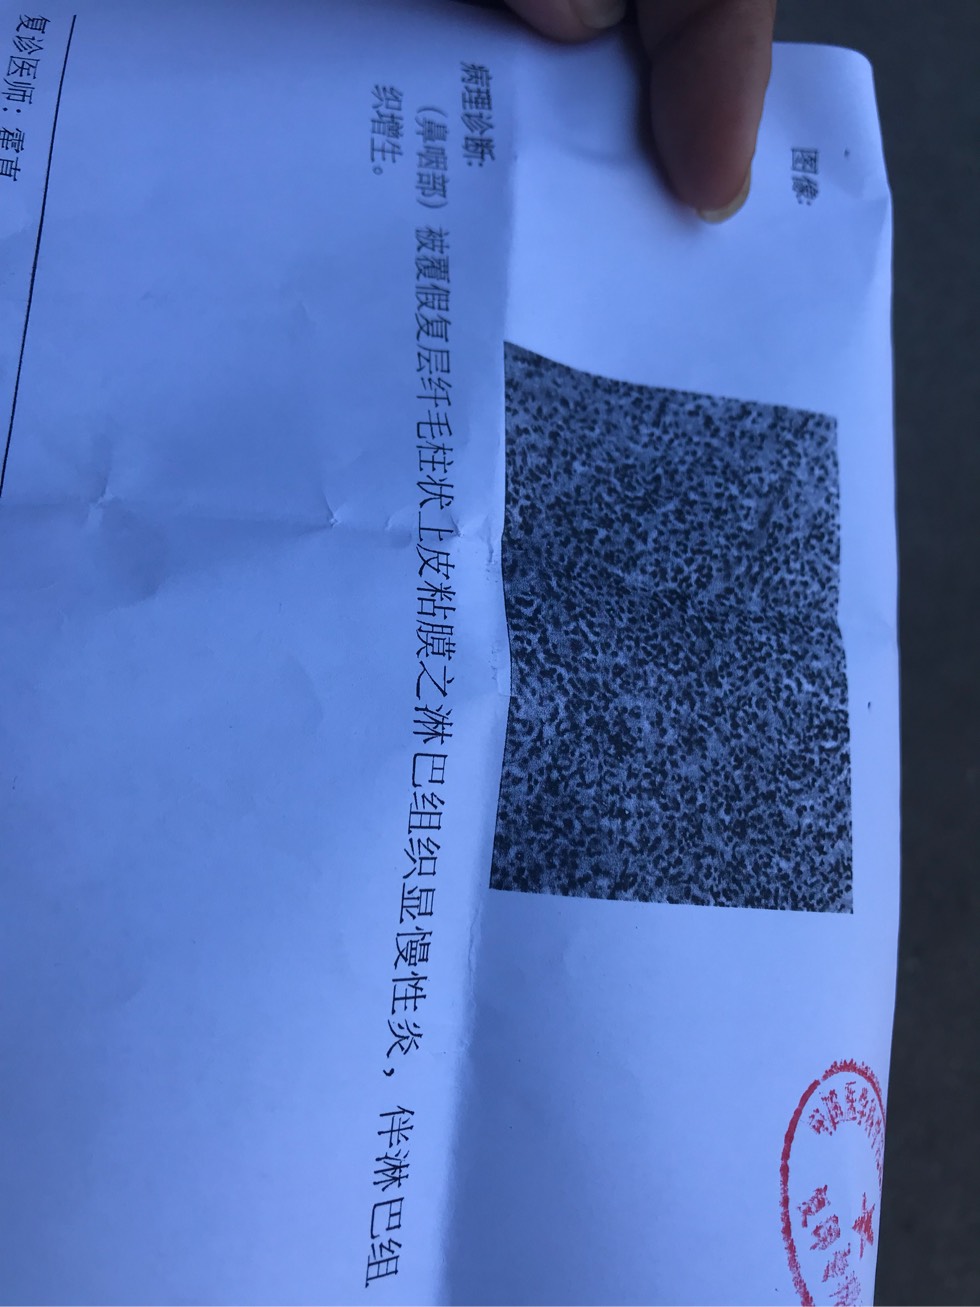 图像:
病理诊断:
（鼻咽部）被覆假复层纤毛柱状上皮粘膜之淋巴组织显慢性炎，伴淋巴组
织增生。
复诊医师: 霍真